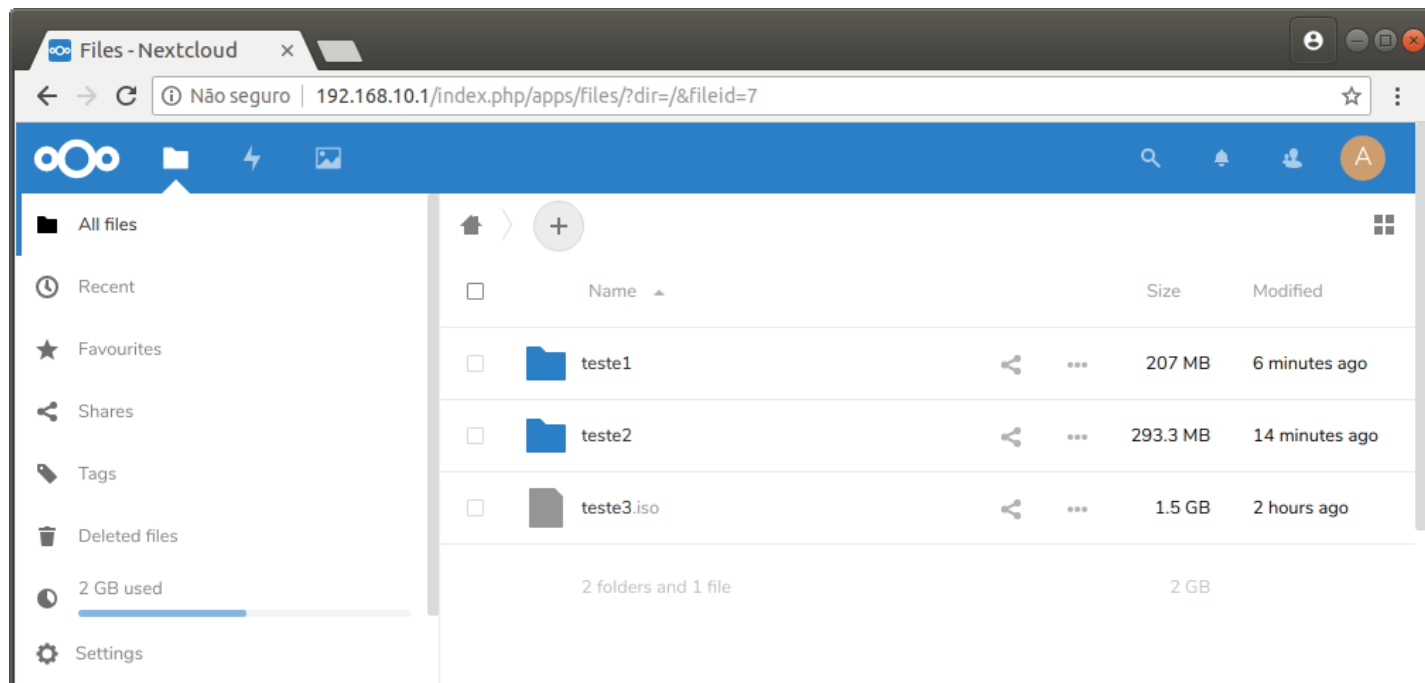 Files - Nextcloud
Não seguro 192.168.10.1/index.php/apps/files/?dir=/&fileid=7
A
All files
Recent
Favourites
Shares
Tags
Deleted files
2 GB used
Settings
Name Size Modified
teste1 207 MB 6 minutes ago
teste2 293.3 MB 14 minutes ago
teste3.iso 1.5 GB 2 hours ago
2 folders and 1 file 2 GB